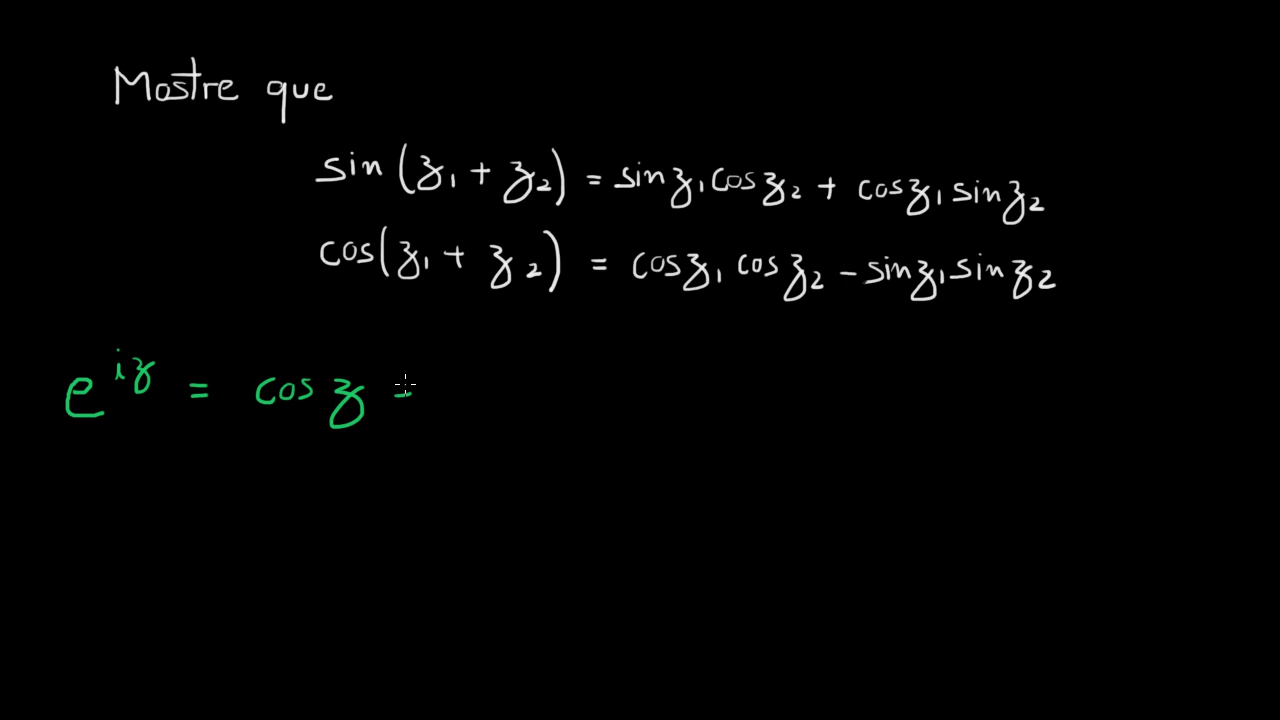 Mostre que
sin(z₁ + z₂) = sin z₁ cos z₂ + cos z₁ sin z₂
cos(z₁ + z₂) = cos z₁ cos z₂ - sin z₁ sin z₂
e^{iz} = cos z -